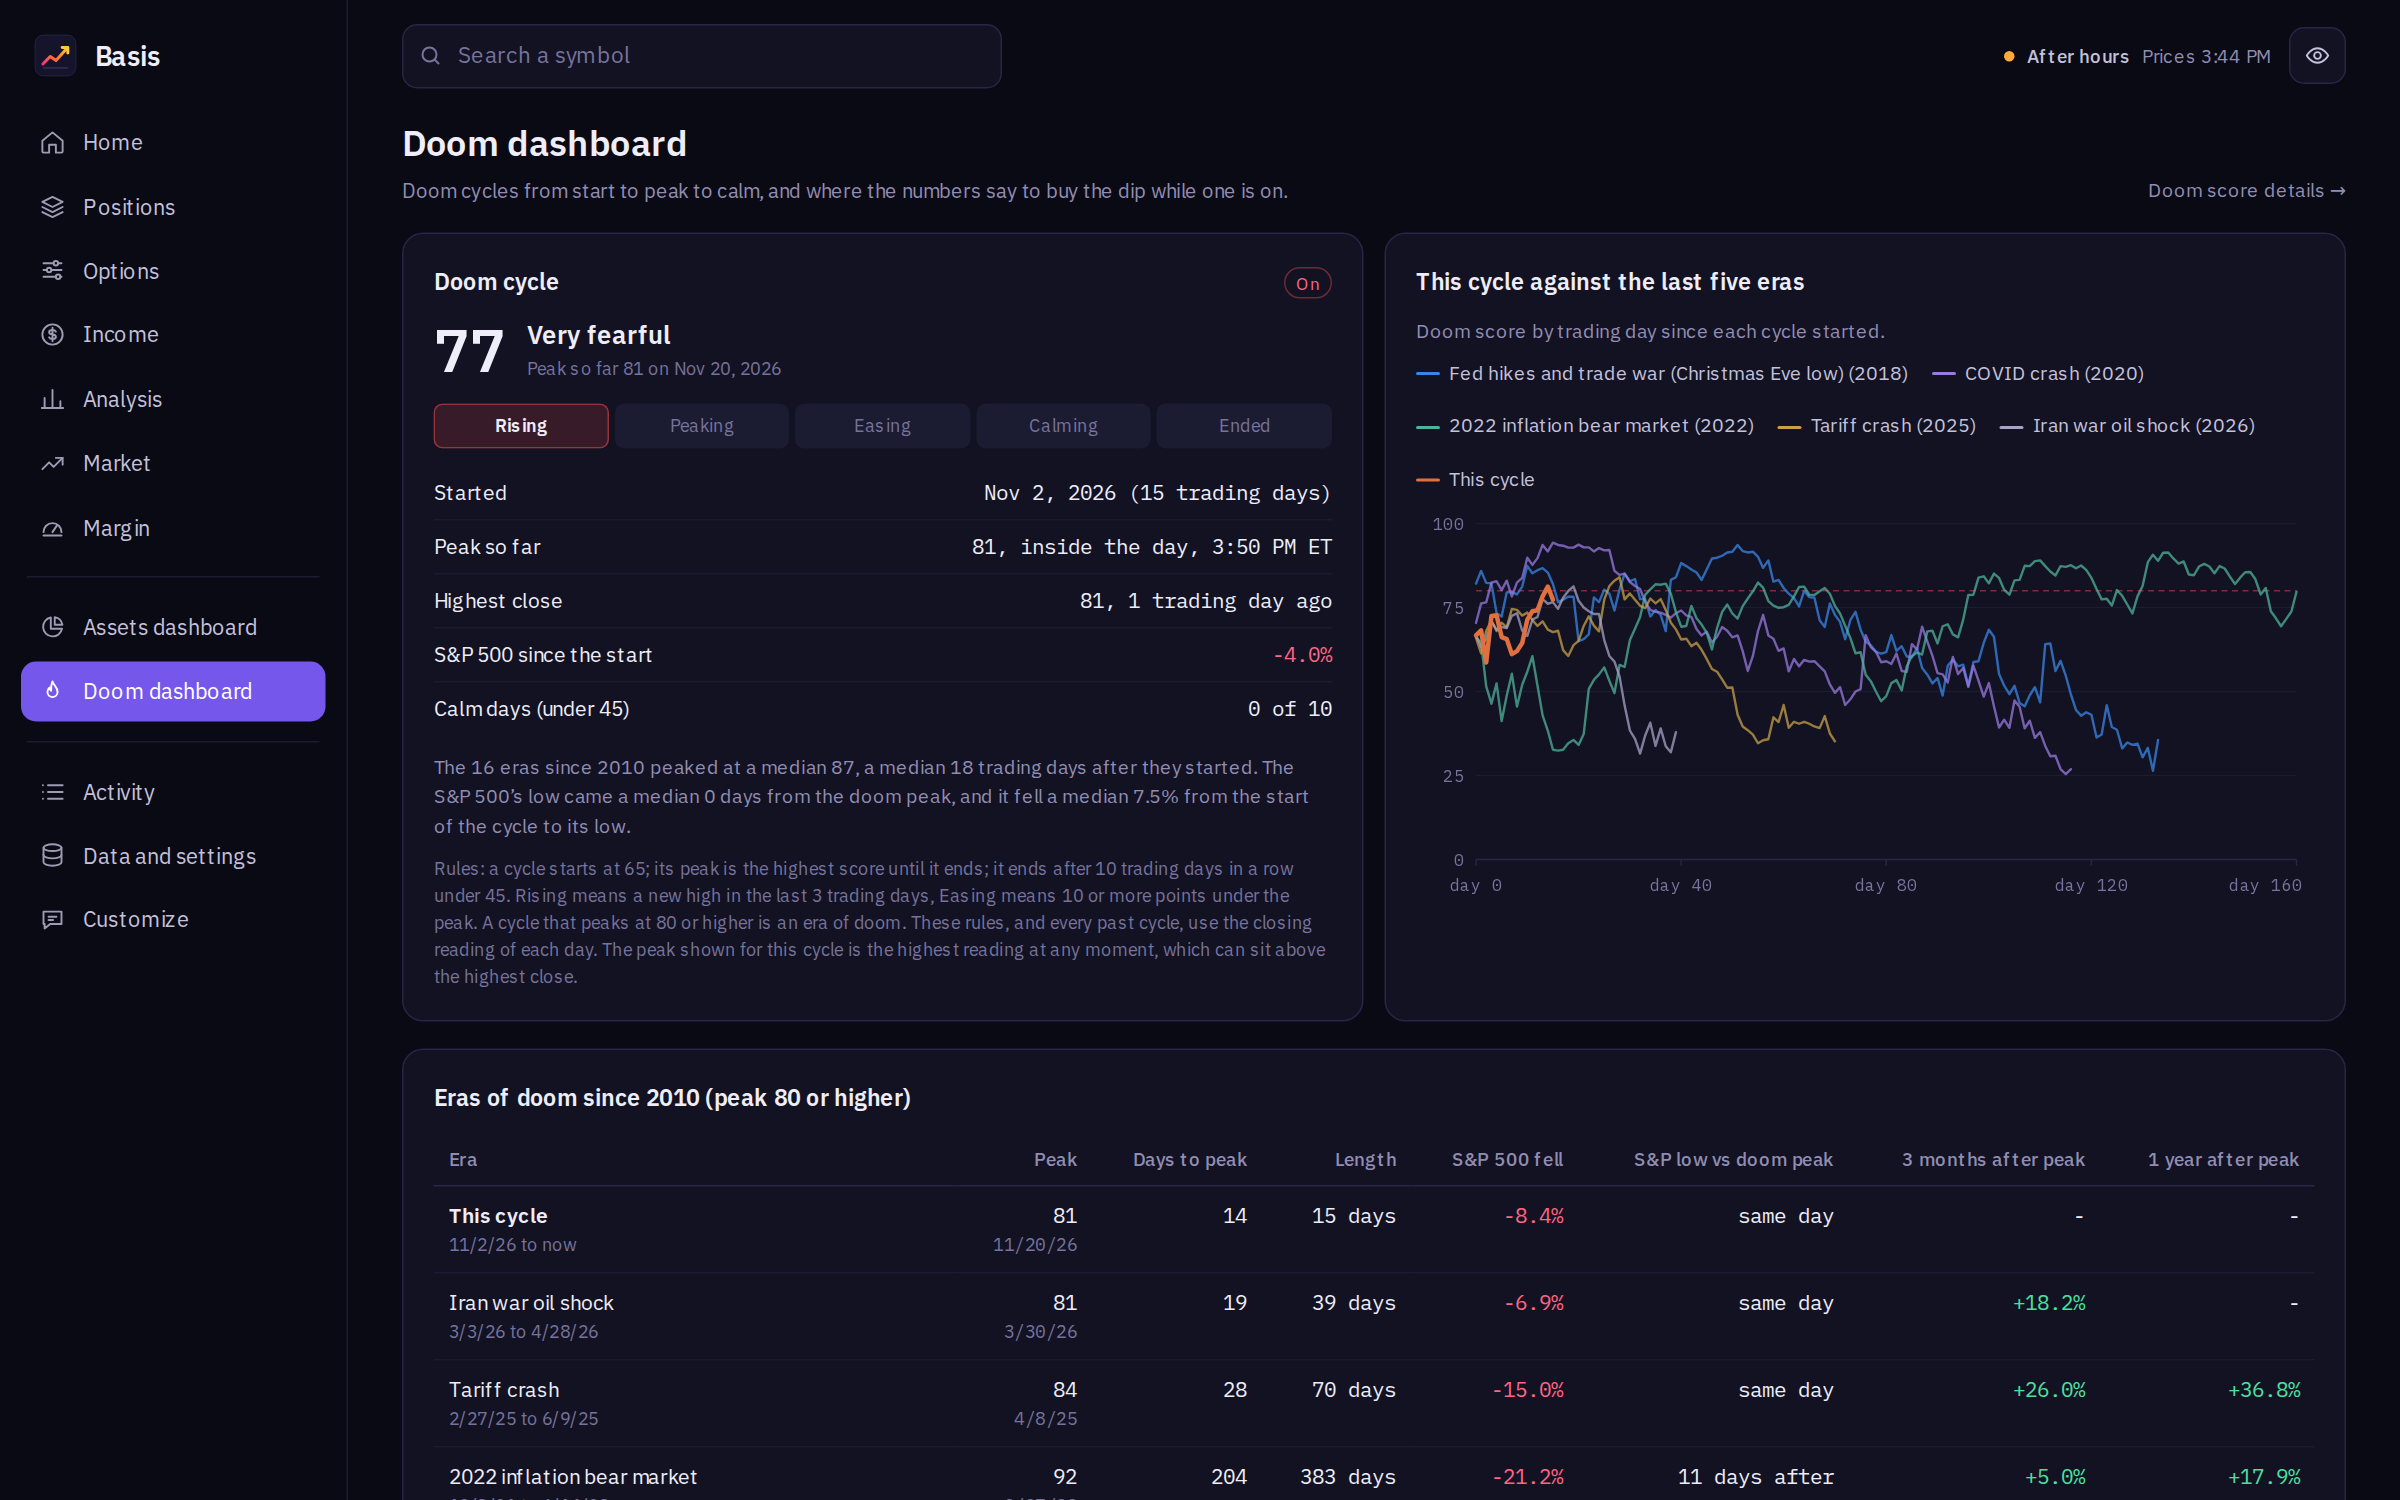 Basis
Search a symbol
After hours Prices 3:44 PM
Home
Positions
Options
Income
Analysis
Market
Margin
Assets dashboard
Doom dashboard
Activity
Data and settings
Customize
Doom dashboard
Doom cycles from start to peak to calm, and where the numbers say to buy the dip while one is on.
Doom score details →
Doom cycle
On
77
Very fearful
Peak so far 81 on Nov 20, 2026
Rising Peaking Easing Calming Ended
Started Nov 2, 2026 (15 trading days)
Peak so far 81, inside the day, 3:50 PM ET
Highest close 81, 1 trading day ago
S&P 500 since the start -4.0%
Calm days (under 45) 0 of 10
The 16 eras since 2010 peaked at a median 87, a median 18 trading days after they started. The
S&P 500’s low came a median 0 days from the doom peak, and it fell a median 7.5% from the start
of the cycle to its low.
Rules: a cycle starts at 65; its peak is the highest score until it ends; it ends after 10 trading days in a row
under 45. Rising means a new high in the last 3 trading days, Easing means 10 or more points under the
peak. A cycle that peaks at 80 or higher is an era of doom. These rules, and every past cycle, use the closing
reading of each day. The peak shown for this cycle is the highest reading at any moment, which can sit above
the highest close.
This cycle against the last five eras
Doom score by trading day since each cycle started.
Fed hikes and trade war (Christmas Eve low) (2018) COVID crash (2020)
2022 inflation bear market (2022) Tariff crash (2025) Iran war oil shock (2026)
This cycle
100
75
50
25
0
day 0 day 40 day 80 day 120 day 160
Eras of doom since 2010 (peak 80 or higher)
Era Peak Days to peak Length S&P 500 fell S&P low vs doom peak 3 months after peak 1 year after peak
This cycle 81 14 15 days -8.4% same day - -
11/2/26 to now 11/20/26
Iran war oil shock 81 19 39 days -6.9% same day +18.2% -
3/3/26 to 4/28/26 3/30/26
Tariff crash 84 28 70 days -15.0% same day +26.0% +36.8%
2/27/25 to 6/9/25 4/8/25
2022 inflation bear market 92 204 383 days -21.2% 11 days after +5.0% +17.9%